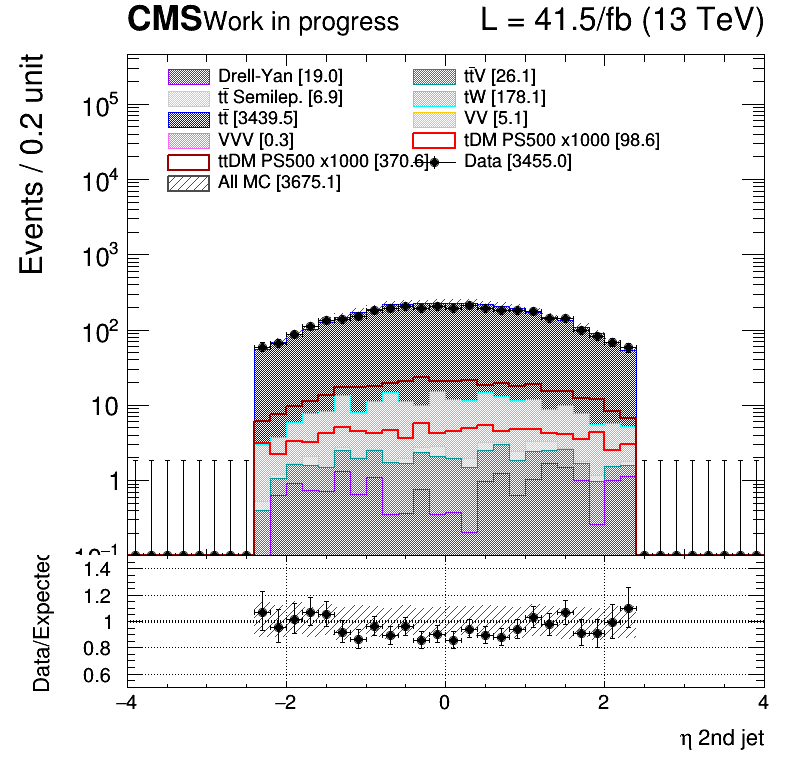 CMS Work in progress L = 41.5/fb (13 TeV)
Events / 0.2 unit
Drell-Yan [19.0] tt̄V [26.1]
tt̄ Semilep. [6.9] tW [178.1]
tt̄ [3439.5] VV [5.1]
VVV [0.3] tDM PS500 x1000 [98.6]
ttDM PS500 x1000 [370.6] Data [3455.0]
All MC [3675.1]
10⁵
10⁴
10³
10²
10
1
10⁻¹
Data/Expected
1.4
1.2
1
0.8
0.6
−4 −2 0 2 4
η 2nd jet